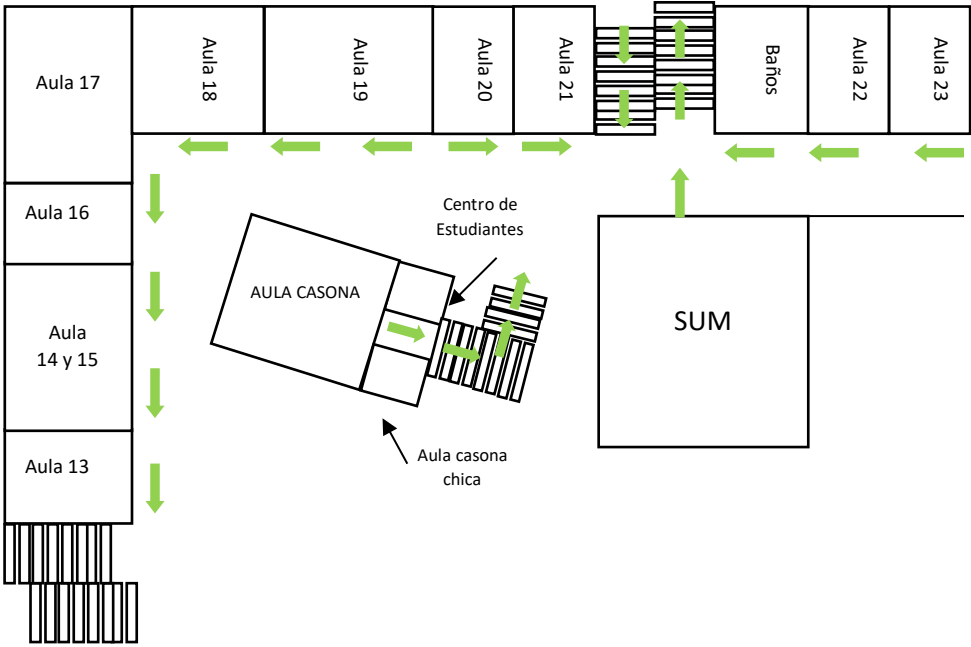 Aula 17
Aula 18
Aula 19
Aula 20
Aula 21
Baños
Aula 22
Aula 23
Aula 16
Centro de
Estudiantes
AULA CASONA
SUM
Aula
14 y 15
Aula casona
chica
Aula 13